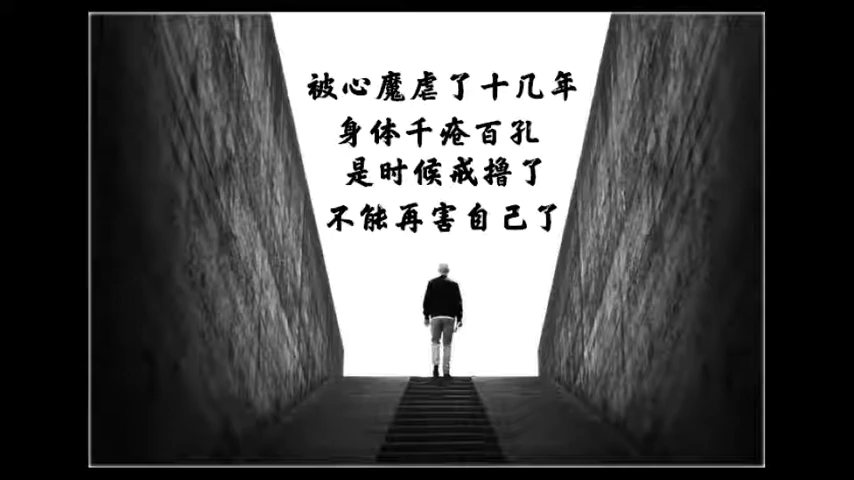 被心魔虐了十几年
身体千疮百孔
是时候戒撸了
不能再害自己了